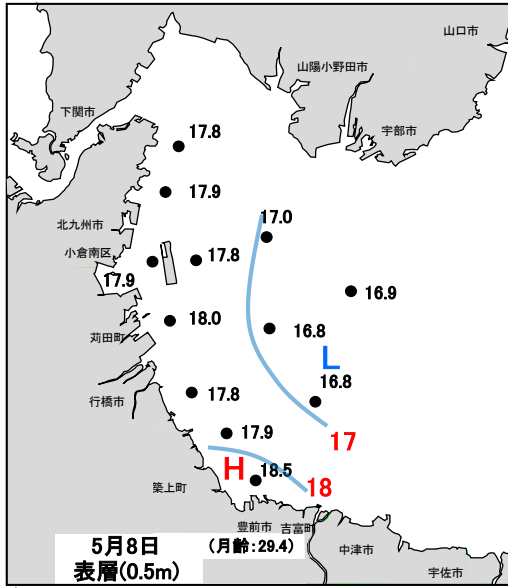 山口市
山陽小野田市
下関市
宇部市
17.8
17.9
北九州市
17.0
小倉南区
17.8
17.9
16.9
18.0
16.8
苅田町
L
16.8
17.8
行橋市
17.9
17
H
18.5
築上町
18
豊前市
吉富町
5月8日
(月齢:29.4)
中津市
表層(0.5m)
宇佐市